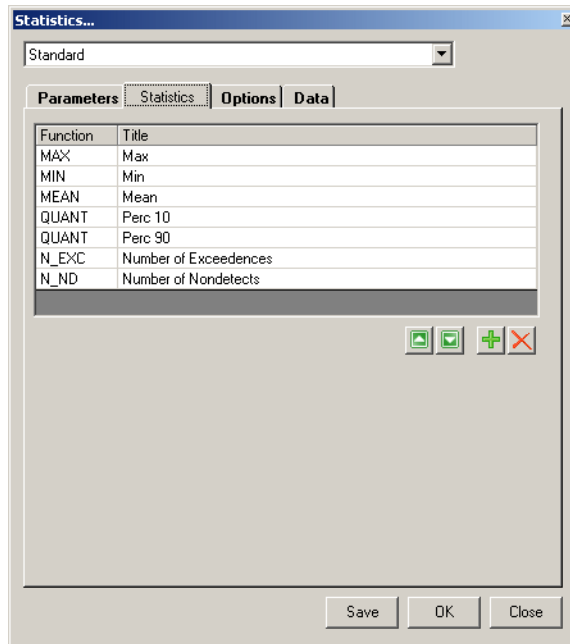 Statistics...
Standard
Parameters Statistics Options Data
Function Title
MAX Max
MIN Min
MEAN Mean
QUANT Perc 10
QUANT Perc 90
N_EXC Number of Exceedences
N_ND Number of Nondetects
Save OK Close